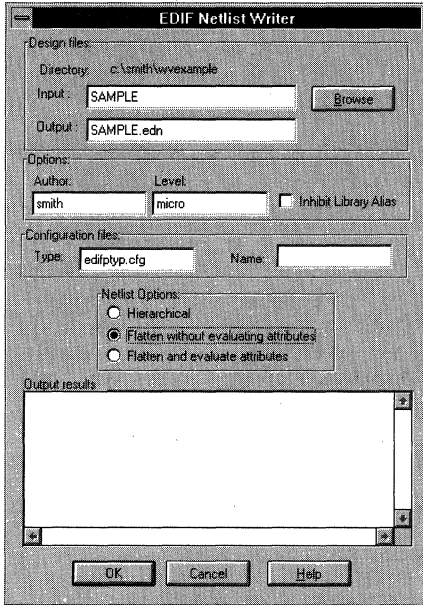 EDIF Netlist Writer
Design files:
Directory: c:\smith\wvexample
Input : SAMPLE Browse
Output : SAMPLE.edn
Options:
Author: Level:
smith micro Inhibit Library Alias
Configuration files:
Type: edifptyp.cfg Name:
Netlist Options:
Hierarchical
Flatten without evaluating attributes
Flatten and evaluate attributes
Output results
OK Cancel Help